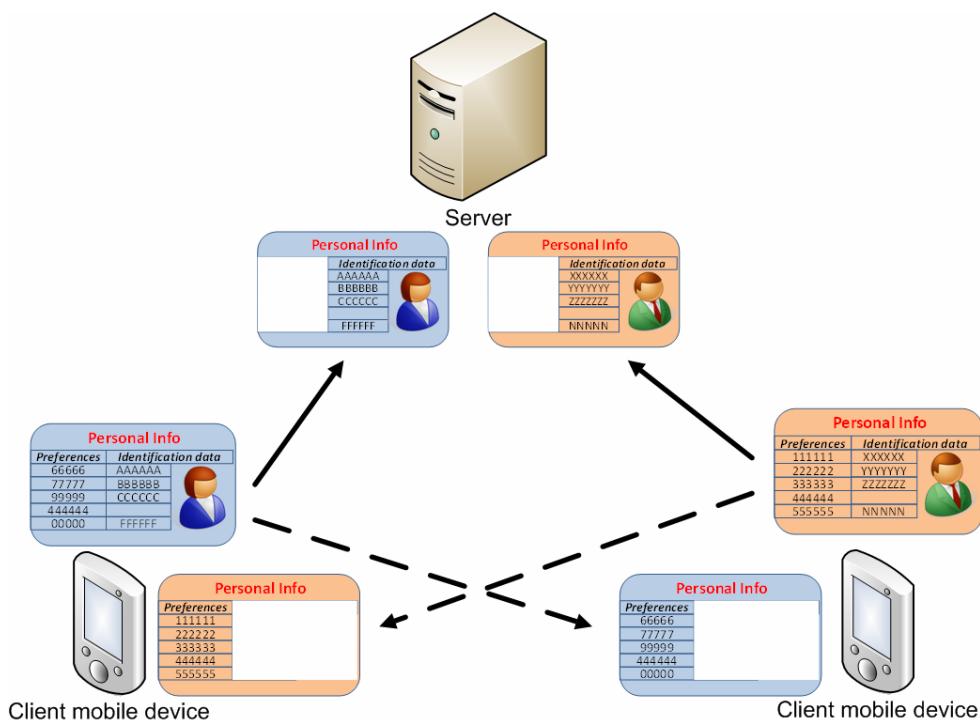 Server
Personal Info
Identification data
AAAAAA
BBBBBB
CCCCCC
FFFFFF
Personal Info
Identification data
XXXXXX
YYYYYYY
ZZZZZZZ
NNNNN
Personal Info
Preferences Identification data
66666 AAAAAA
77777 BBBBBB
99999 CCCCCC
444444
00000 FFFFFF
Personal Info
Preferences Identification data
111111 XXXXXX
222222 YYYYYYY
333333 ZZZZZZZ
444444
555555 NNNNN
Personal Info
Preferences
111111
222222
333333
444444
555555
Personal Info
Preferences
66666
77777
99999
444444
00000
Client mobile device
Client mobile device